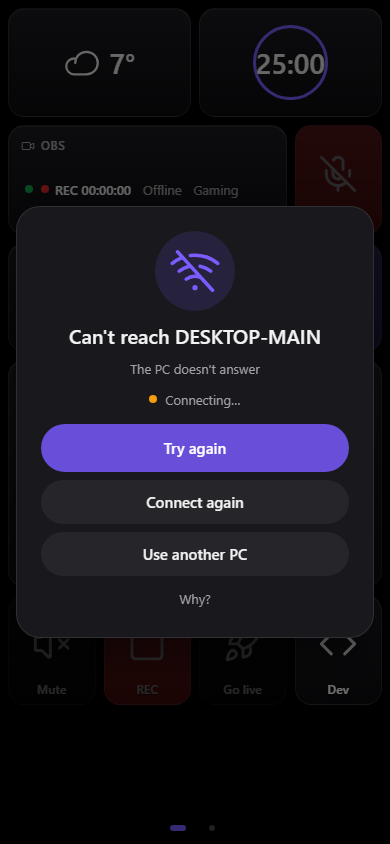 7°
25:00
OBS
REC 00:00:00 Offline Gaming
Can't reach DESKTOP-MAIN
The PC doesn't answer
Connecting...
Try again
Connect again
Use another PC
Why?
Mute
REC
Go live
Dev